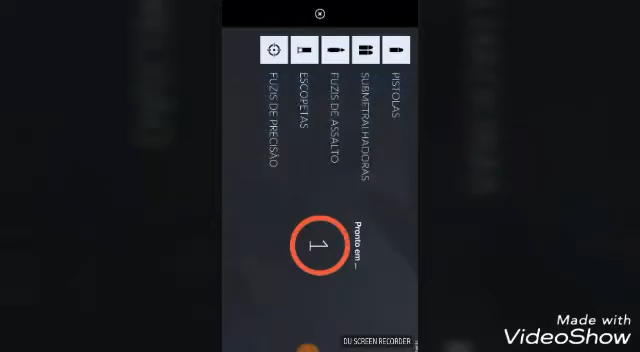 PISTOLAS
SUBMETRALHADORAS
FUZIS DE ASSALTO
ESCOPETAS
FUZIS DE PRECISÃO
Pronto em _
1
DU SCREEN RECORDER
Made with
VideoShow